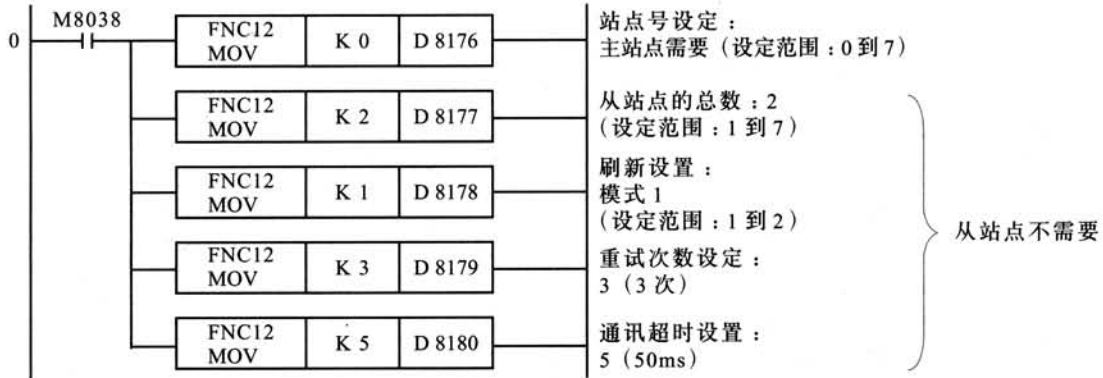 M8038
0
FNC12
MOV
K 0
D 8176
站点号设定：
主站点需要（设定范围：0 到 7）
FNC12
MOV
K 2
D 8177
从站点的总数：2
（设定范围：1 到 7）
FNC12
MOV
K 1
D 8178
刷新设置：
模式 1
（设定范围：1 到 2）
从站点不需要
FNC12
MOV
K 3
D 8179
重试次数设定：
3（3 次）
FNC12
MOV
K 5
D 8180
通讯超时设置：
5（50ms）